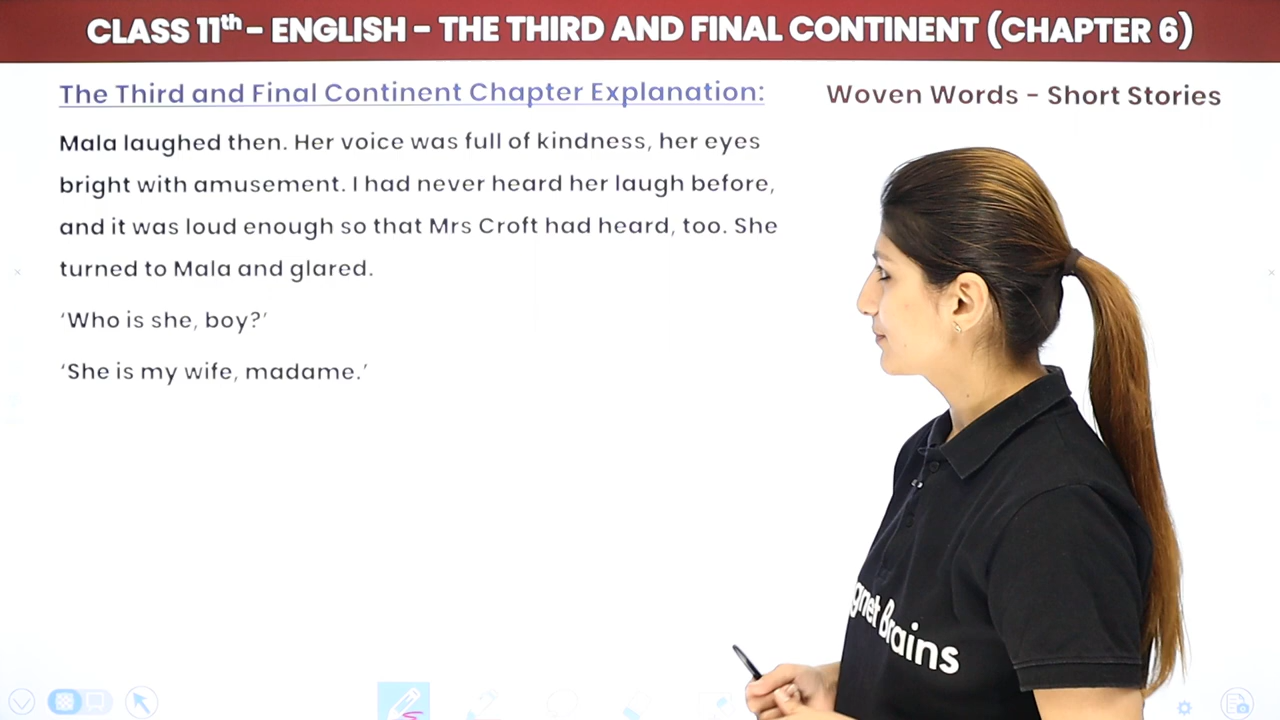 CLASS 11th - ENGLISH - THE THIRD AND FINAL CONTINENT (CHAPTER 6)
The Third and Final Continent Chapter Explanation:
Woven Words - Short Stories
Mala laughed then. Her voice was full of kindness, her eyes
bright with amusement. I had never heard her laugh before,
and it was loud enough so that Mrs Croft had heard, too. She
turned to Mala and glared.
‘Who is she, boy?’
‘She is my wife, madame.’
gnet Brains